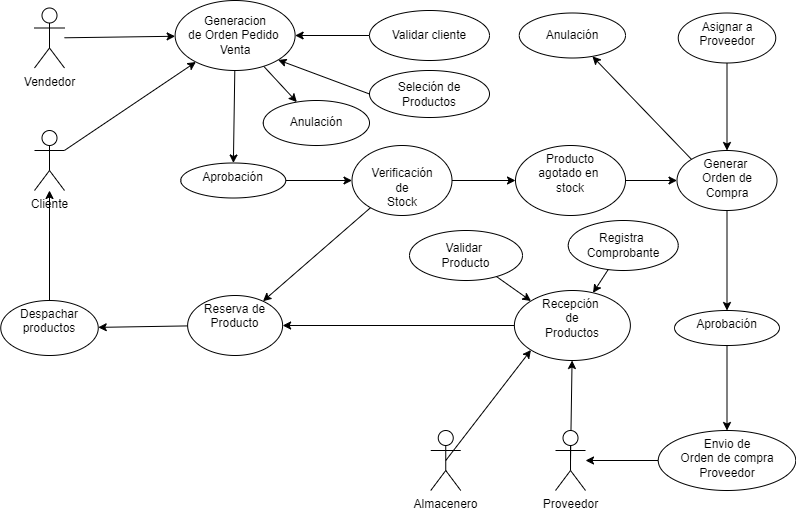 Generacion
de Orden Pedido
Venta
Validar cliente
Anulación
Asignar a
Proveedor
Vendedor
Seleción de
Productos
Anulación
Aprobación
Verificación
de
Stock
Producto
agotado en
stock
Generar
Orden de
Compra
Cliente
Validar
Producto
Registra
Comprobante
Despachar
productos
Reserva de
Producto
Recepción
de
Productos
Aprobación
Envio de
Orden de compra
Proveedor
Almacenero
Proveedor